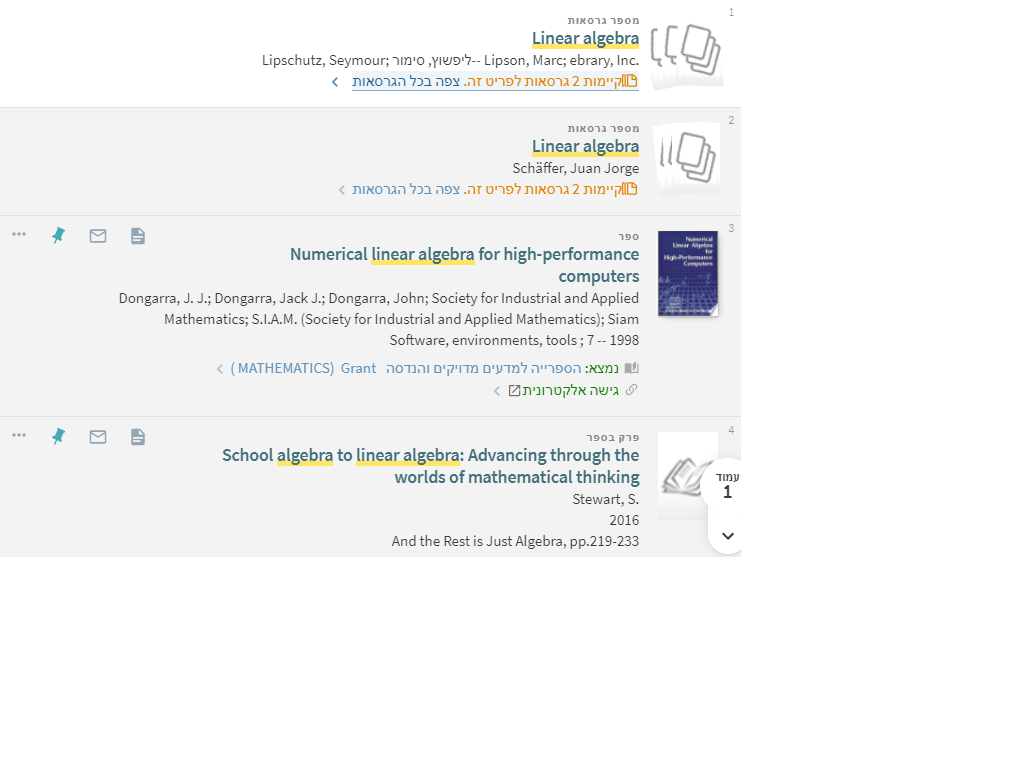 1
מספר גרסאות
Linear algebra
Lipschutz, Seymour; ליפשוץ, סימור-- Lipson, Marc; ebrary, Inc.
קיימות 2 גרסאות לפריט זה. צפה בכל הגרסאות
2
מספר גרסאות
Linear algebra
Schäffer, Juan Jorge
קיימות 2 גרסאות לפריט זה. צפה בכל הגרסאות
3
ספר
Numerical
Linear Algebra
for
High-Performance
Computers
Numerical linear algebra for high-performance
computers
Dongarra, J. J.; Dongarra, Jack J.; Dongarra, John; Society for Industrial and Applied
Mathematics; S.I.A.M. (Society for Industrial and Applied Mathematics); Siam
Software, environments, tools ; 7 -- 1998
נמצא: הספרייה למדעים מדויקים והנדסה Grant (MATHEMATICS )
גישה אלקטרונית
4
פרק בספר
School algebra to linear algebra: Advancing through the
worlds of mathematical thinking
Stewart, S.
2016
And the Rest is Just Algebra, pp.219-233
עמוד
1